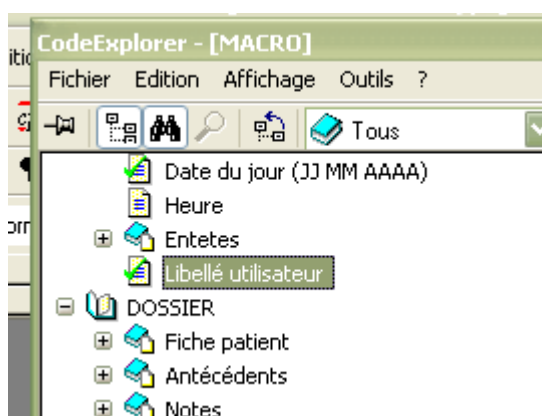 CodeExplorer - [MACRO]
Fichier Edition Affichage Outils ?
Tous
Date du jour (JJ MM AAAA)
Heure
Entetes
Libellé utilisateur
DOSSIER
Fiche patient
Antécédents
Notes